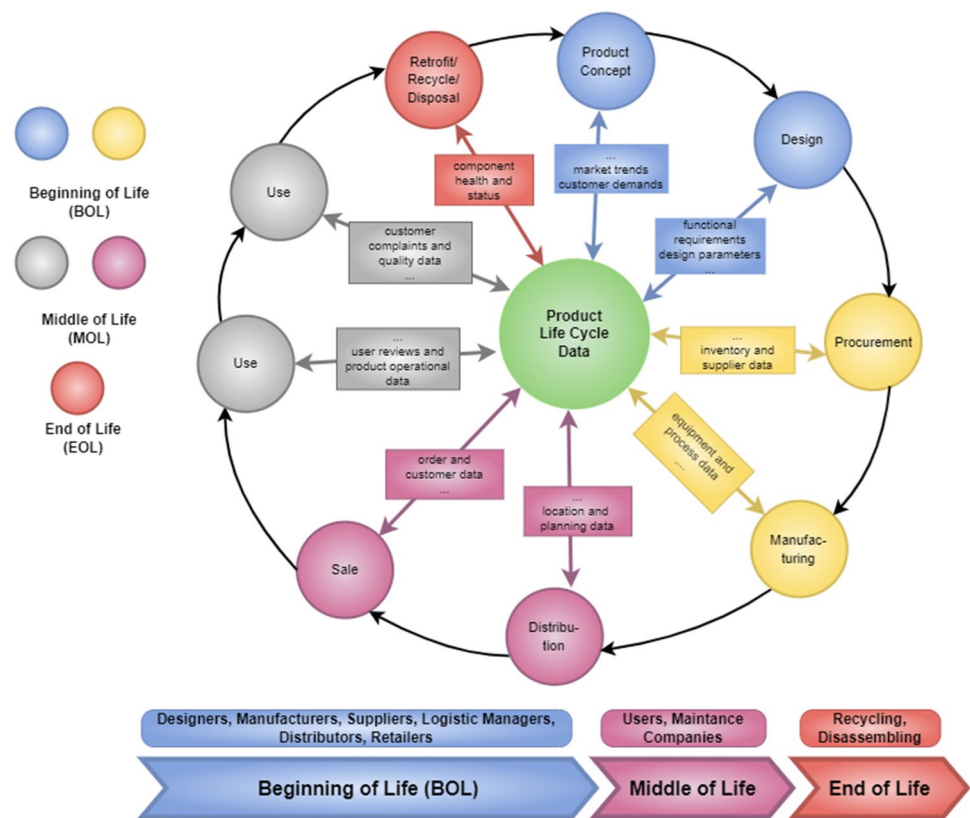 Retrofit/
Recycle/
Disposal
Product
Concept
Design
Procurement
Manufac-
turing
Distribu-
tion
Sale
Use
Use
Beginning of Life
(BOL)
Middle of Life
(MOL)
End of Life
(EOL)
component
health and
status
...
market trends
customer demands
functional
requirements
design parameters
...
customer
complaints and
quality data
...
...
user reviews and
product operational
data
Product
Life Cycle
Data
...
inventory and
supplier data
equipment and
process data
....
order and
customer data
...
...
location and
planning data
Designers, Manufacturers, Suppliers, Logistic Managers,
Distributors, Retailers
Users, Maintance
Companies
Recycling,
Disassembling
Beginning of Life (BOL)
Middle of Life
End of Life